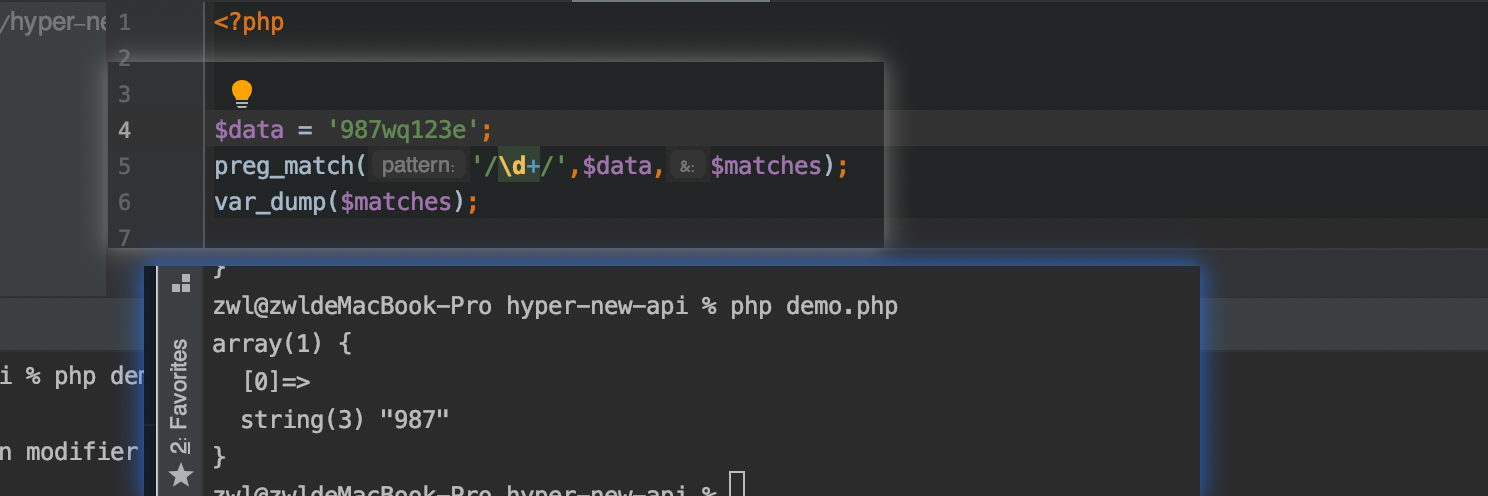 /hyper-ne
1 <?php
2
3
4 $data = '987wq123e';
5 preg_match( pattern: '/\d+/',$data, &: $matches);
6 var_dump($matches);
7
}
zwl@zwldeMacBook-Pro hyper-new-api % php demo.php
array(1) {
[0]=>
string(3) "987"
}
zwl@zwldeMacBook-Pro hyper-new-api %
i % php dem
n modifier
2: Favorites